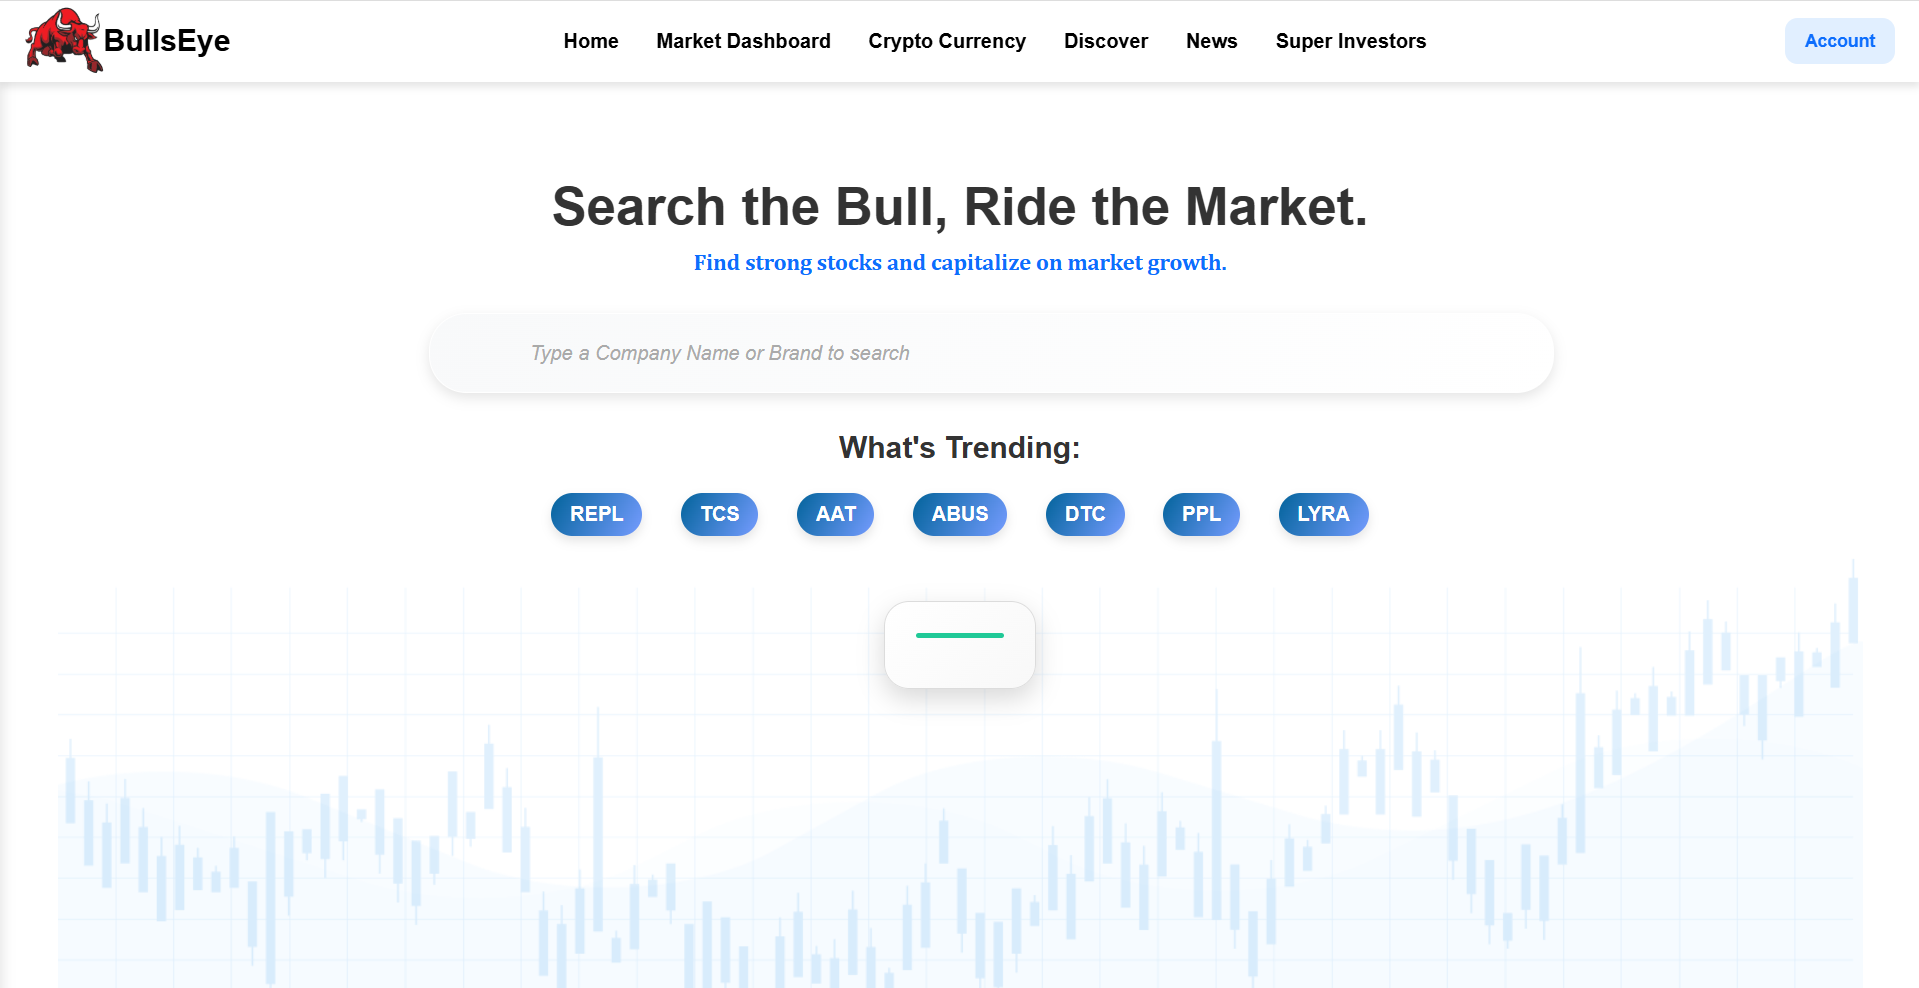 BullsEye
Home Market Dashboard Crypto Currency Discover News Super Investors
Account
Search the Bull, Ride the Market.
Find strong stocks and capitalize on market growth.
Type a Company Name or Brand to search
What's Trending:
REPL TCS AAT ABUS DTC PPL LYRA